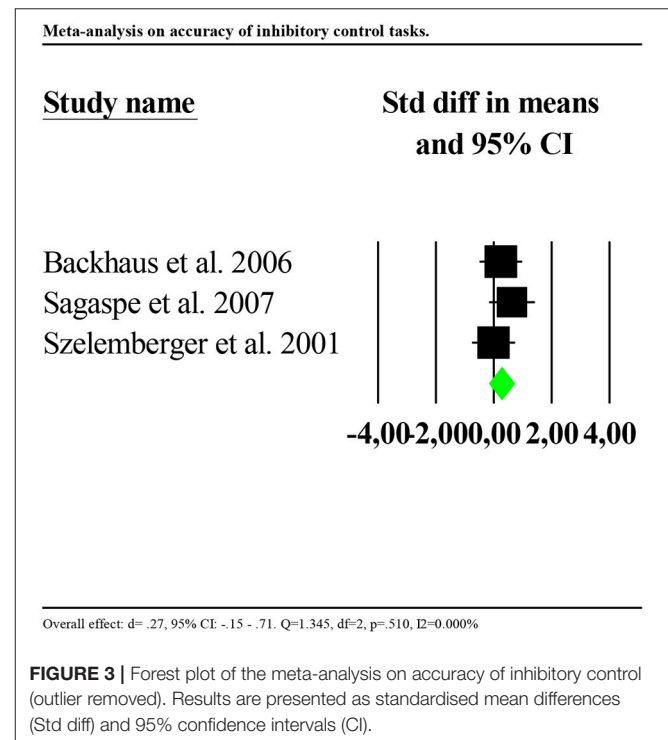 Meta-analysis on accuracy of inhibitory control tasks.
Study name
Std diff in means
and 95% CI
Backhaus et al. 2006
Sagaspe et al. 2007
Szelemberger et al. 2001
-4,00 -2,00 0,00 2,00 4,00
Overall effect: d= .27, 95% CI: -.15 - .71. Q=1.345, df=2, p=.510, I2=0.000%
FIGURE 3 | Forest plot of the meta-analysis on accuracy of inhibitory control
(outlier removed). Results are presented as standardised mean differences
(Std diff) and 95% confidence intervals (CI).